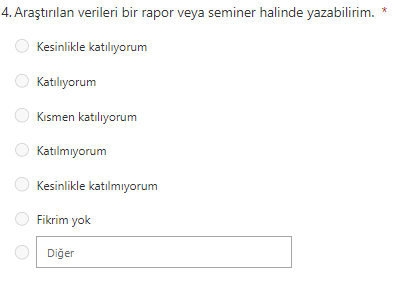 4. Araştırılan verileri bir rapor veya seminer halinde yazabilirim. *
Kesinlikle katılıyorum
Katılıyorum
Kısmen katılıyorum
Katılmıyorum
Kesinlikle katılmıyorum
Fikrim yok
Diğer